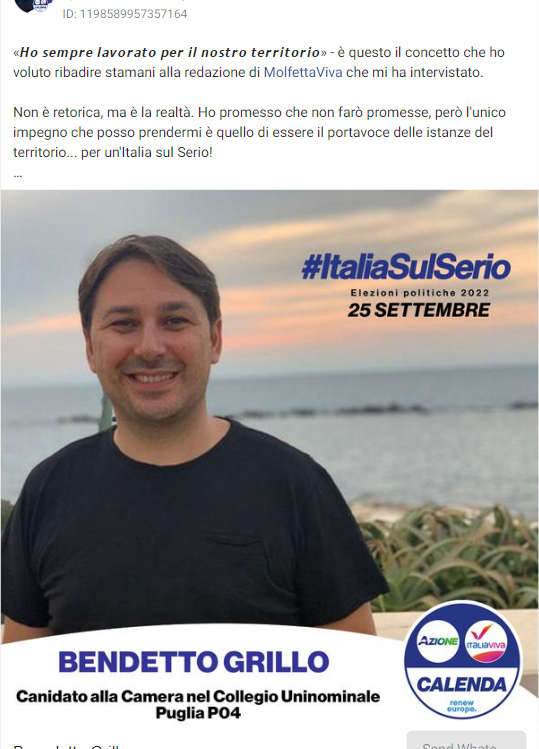 ID: 1198589957357164
«Ho sempre lavorato per il nostro territorio» - è questo il concetto che ho
voluto ribadire stamani alla redazione di MolfettaViva che mi ha intervistato.
Non è retorica, ma è la realtà. Ho promesso che non farò promesse, però l'unico
impegno che posso prendermi è quello di essere il portavoce delle istanze del
territorio... per un'Italia sul Serio!
...
#ItaliaSulSerio
Elezioni politiche 2022
25 SETTEMBRE
BENDETTO GRILLO
Canidato alla Camera nel Collegio Uninominale
Puglia P04
AZIONE
ITALIAVIVA
CALENDA
renew
europe.
Send Whats